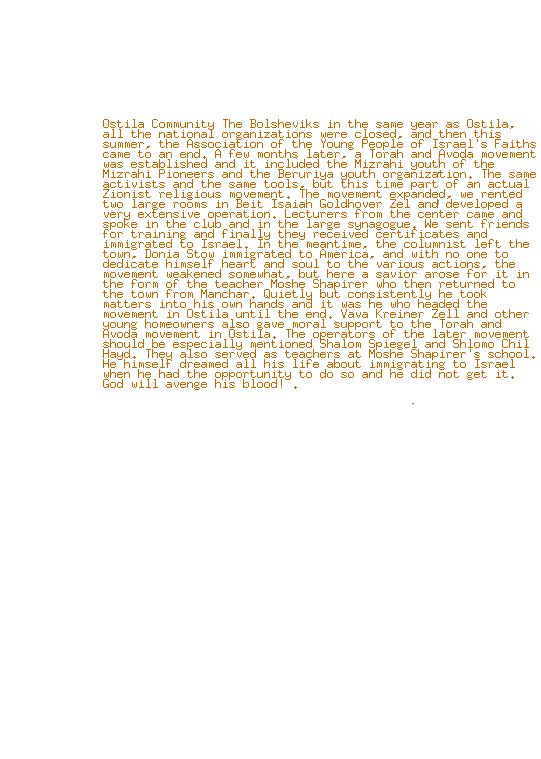 Ostila Community The Bolsheviks in the same year as Ostila,
all the national organizations were closed, and then this
summer, the Association of the Young People of Israel's Faiths
came to an end. A few months later, a Torah and Avoda movement
was established and it included the Mizrahi youth of the
Mizrahi Pioneers and the Beruriya youth organization. The same
activists and the same tools, but this time part of an actual
Zionist religious movement. The movement expanded, we rented
two large rooms in Beit Isaiah Goldhover Zel and developed a
very extensive operation. Lecturers from the center came and
spoke in the club and in the large synagogue. We sent friends
for training and finally they received certificates and
immigrated to Israel. In the meantime, the columnist left the
town, Donia Stow immigrated to America, and with no one to
dedicate himself heart and soul to the various actions, the
movement weakened somewhat, but here a savior arose for it in
the form of the teacher Moshe Shapirer who then returned to
the town from Manchar. Quietly but consistently he took
matters into his own hands and it was he who headed the
movement in Ostila until the end. Vava Kreiner Zell and other
young homeowners also gave moral support to the Torah and
Avoda movement in Ostila. The operators of the later movement
should be especially mentioned Shalom Spiegel and Shlomo Chil
Hayd. They also served as teachers at Moshe Shapirer's school.
He himself dreamed all his life about immigrating to Israel
when he had the opportunity to do so and he did not get it.
God will avenge his blood! .